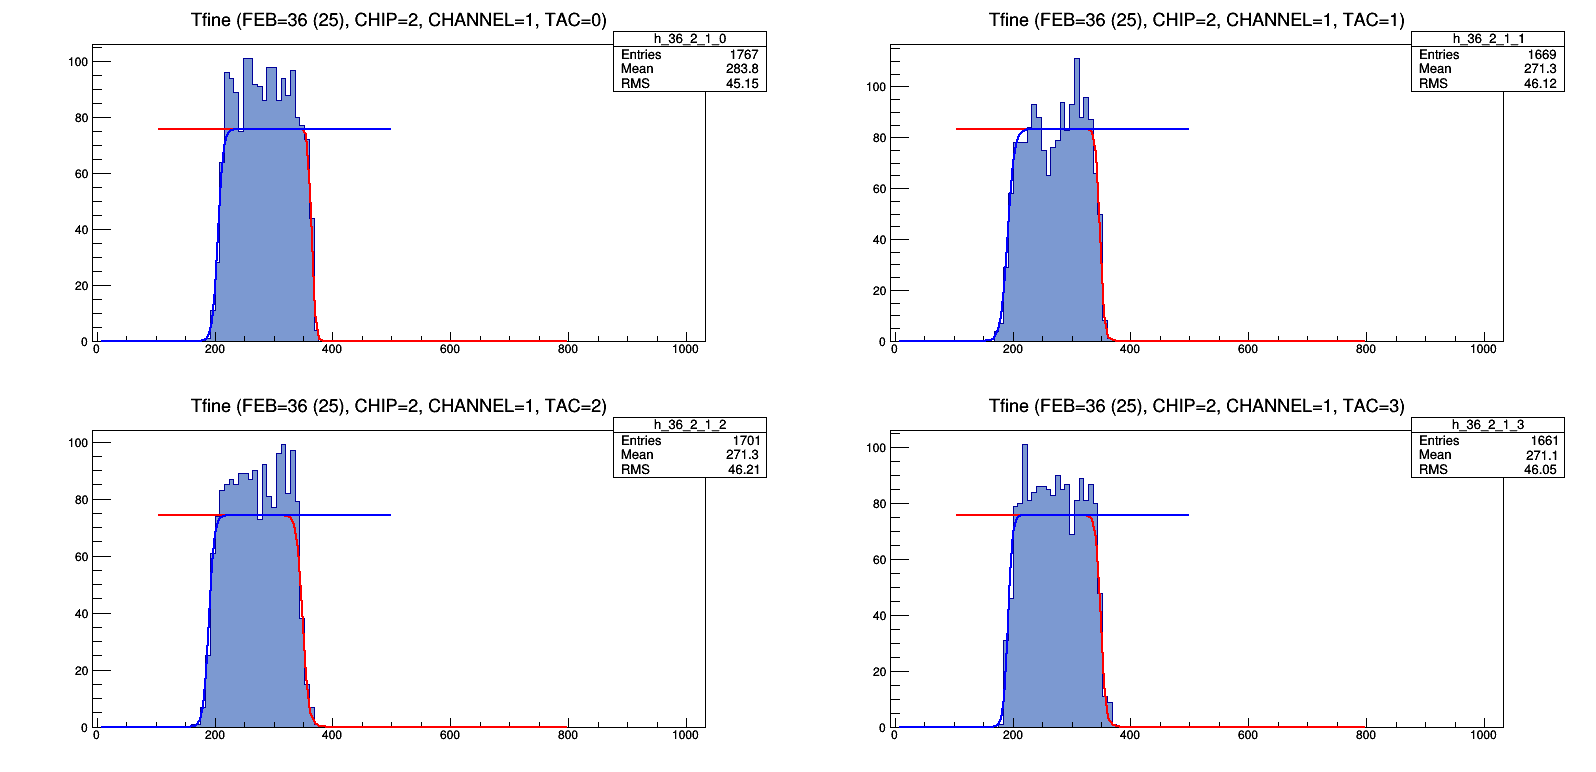 Tfine (FEB=36 (25), CHIP=2, CHANNEL=1, TAC=0)
h_36_2_1_0
Entries 1767
Mean 283.8
RMS 45.15
100
80
60
40
20
0
0 200 400 600 800 1000
Tfine (FEB=36 (25), CHIP=2, CHANNEL=1, TAC=1)
h_36_2_1_1
Entries 1669
Mean 271.3
RMS 46.12
100
80
60
40
20
0
0 200 400 600 800 1000
Tfine (FEB=36 (25), CHIP=2, CHANNEL=1, TAC=2)
h_36_2_1_2
Entries 1701
Mean 271.3
RMS 46.21
100
80
60
40
20
0
0 200 400 600 800 1000
Tfine (FEB=36 (25), CHIP=2, CHANNEL=1, TAC=3)
h_36_2_1_3
Entries 1661
Mean 271.1
RMS 46.05
100
80
60
40
20
0
0 200 400 600 800 1000